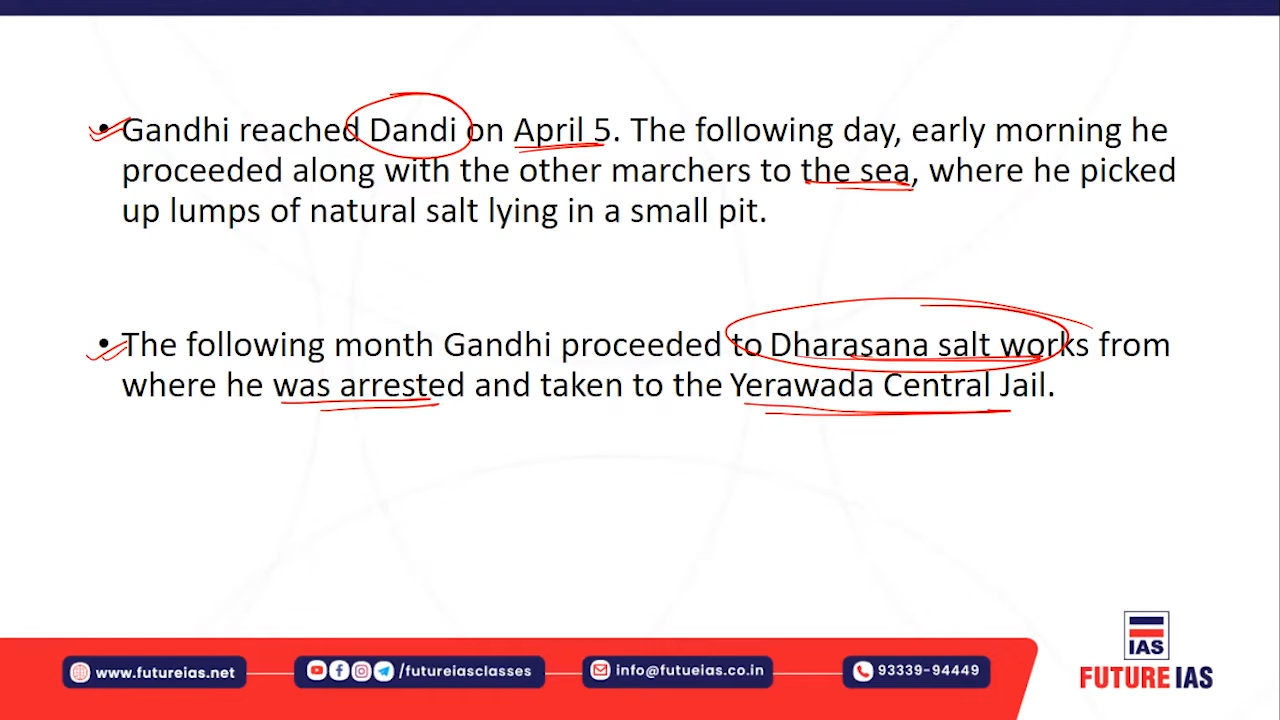 • Gandhi reached Dandi on April 5. The following day, early morning he
proceeded along with the other marchers to the sea, where he picked
up lumps of natural salt lying in a small pit.
• The following month Gandhi proceeded to Dharasana salt works from
where he was arrested and taken to the Yerawada Central Jail.
IAS
FUTURE IAS
www.futureias.net
/futureiasclasses
info@futueias.co.in
93339-94449